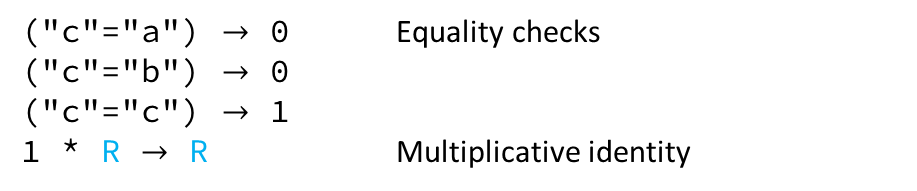 ("c"="a") → 0 Equality checks
("c"="b") → 0
("c"="c") → 1
1 * R → R Multiplicative identity